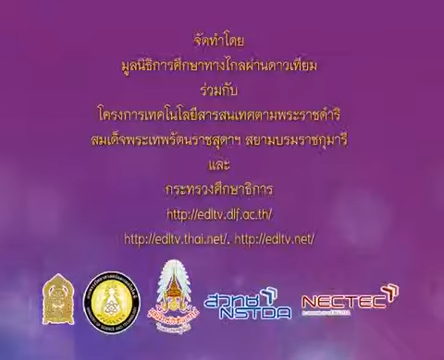 จัดทำโดย
มูลนิธิการศึกษาทางไกลผ่านดาวเทียม
ร่วมกับ
โครงการเทคโนโลยีสารสนเทศตามพระราชดำริ
สมเด็จพระเทพรัตนราชสุดาฯ สยามบรมราชกุมารี
และ
กระทรวงศึกษาธิการ
http://edltv.dlf.ac.th/
http://edltv.thai.net/, http://edltv.net/
สวทช
NSTDA
NECTEC